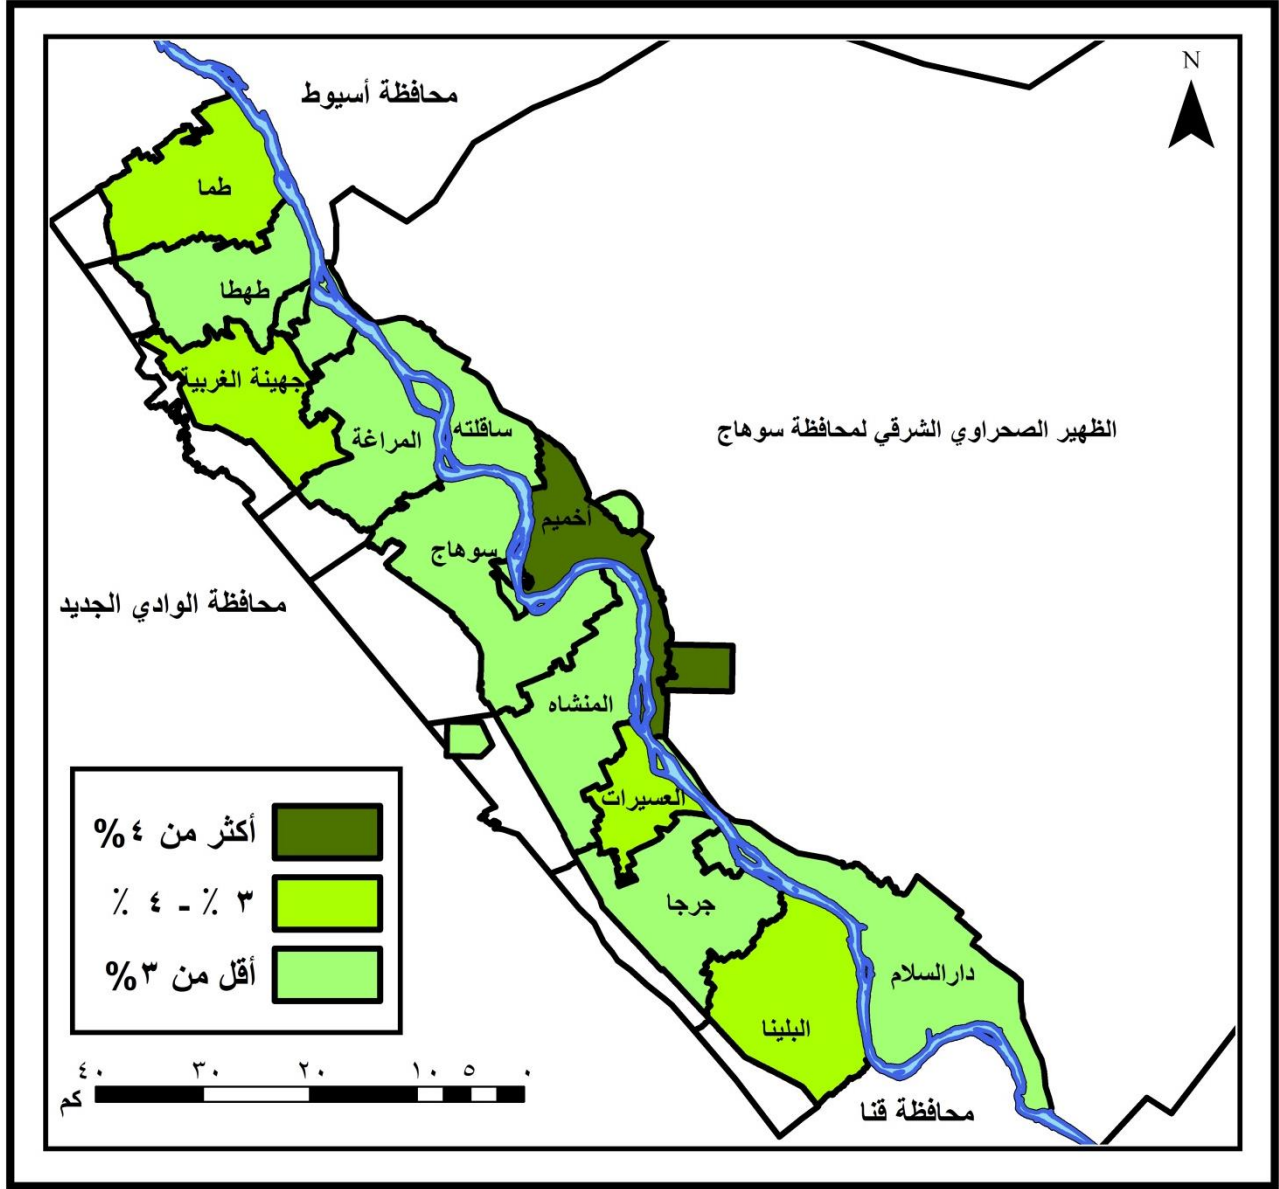 N
محافظة أسيوط
طما
طهطا
جهينة الغربية
ساقلته
المراغة
الظهير الصحراوي الشرقي لمحافظة سوهاج
أخميم
سوهاج
محافظة الوادي الجديد
المنشاه
العسيرات
جرجا
دارالسلام
البلينا
محافظة قنا
أكثر من ٤%
٣ ٪ - ٤ ٪
أقل من ٣%
٤٠ ٣٠ ٢٠ ١٠ ٥ ٠
كم